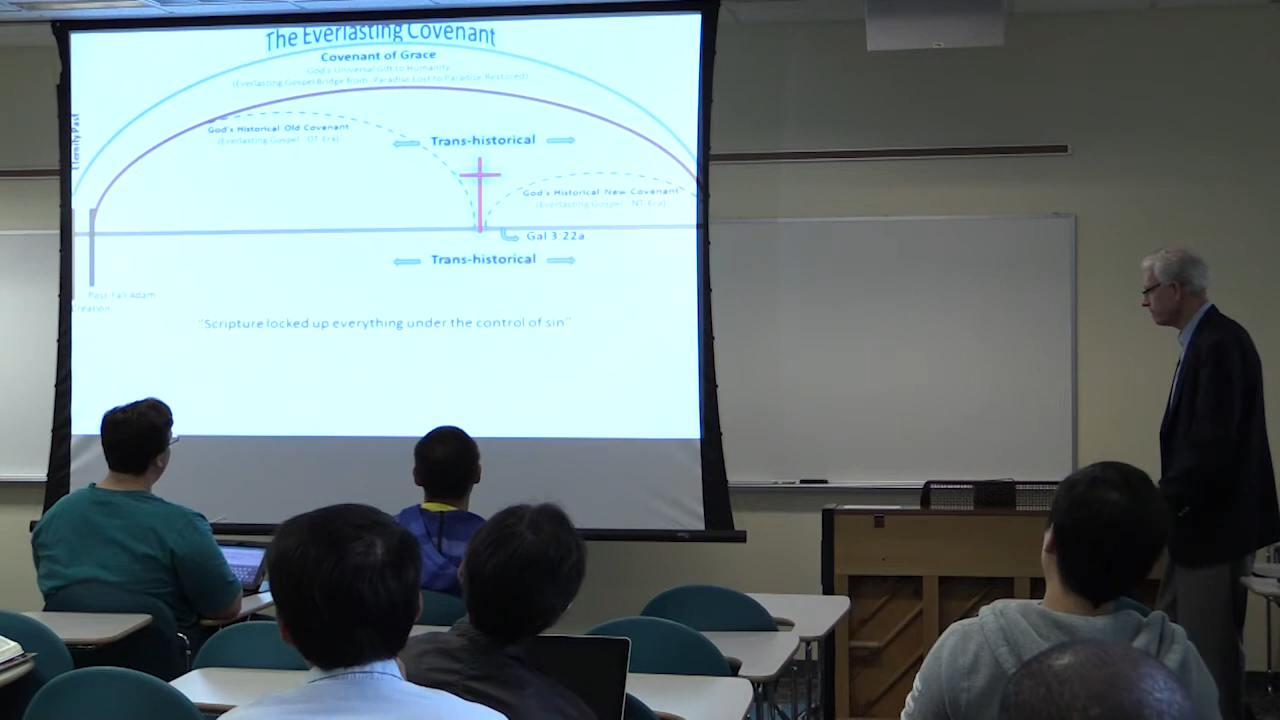 The Everlasting Covenant
Covenant of Grace
God's Universal Gift to Humanity
(Everlasting Gospel Bridge from Paradise Lost to Paradise Restored)
Eternity Past
God's Historical Old Covenant
(Everlasting Gospel - OT Era)
Trans-historical
God's Historical New Covenant
(Everlasting Gospel - NT Era)
Gal 3:22a
Trans-historical
Post-Fall Adam
Creation
"Scripture locked up everything under the control of sin"